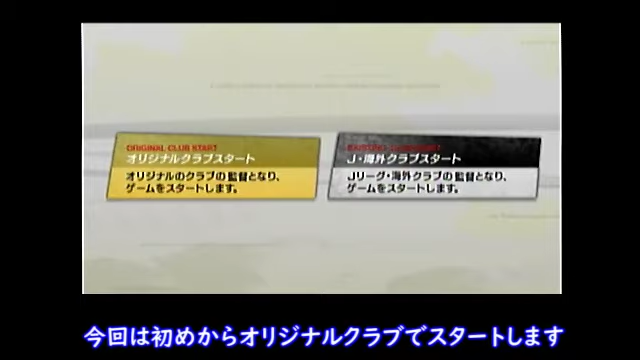 ORIGINAL CLUB START
オリジナルクラブスタート
オリジナルのクラブの監督となり、
ゲームをスタートします。
J・海外クラブスタート
Jリーグ・海外クラブの監督となり、
ゲームをスタートします。
今回は初めからオリジナルクラブでスタートします